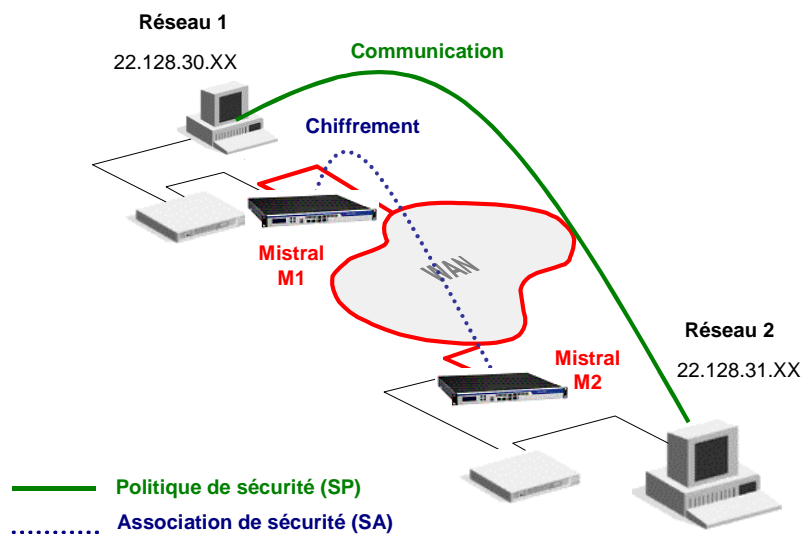 Réseau 1
22.128.30.XX
Communication
Chiffrement
Mistral
M1
WAN
Réseau 2
22.128.31.XX
Mistral
M2
Politique de sécurité (SP)
Association de sécurité (SA)